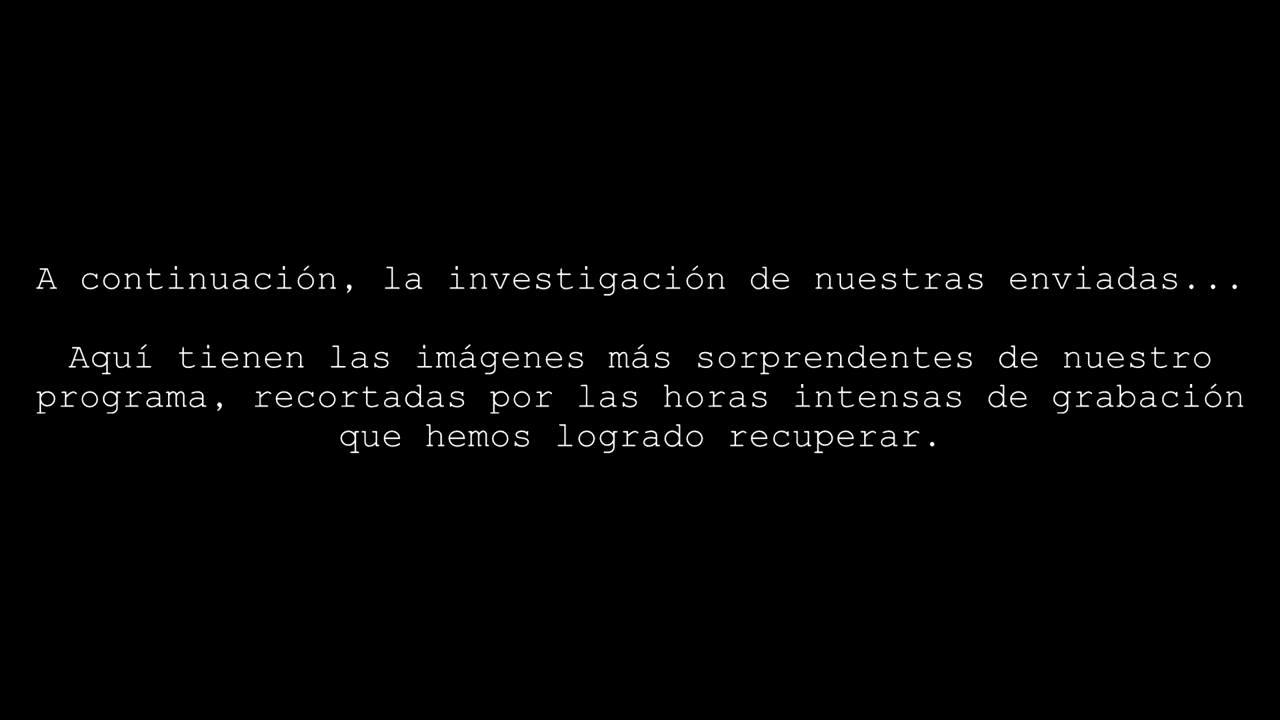 A continuación, la investigación de nuestras enviadas...
Aquí tienen las imágenes más sorprendentes de nuestro
programa, recortadas por las horas intensas de grabación
que hemos logrado recuperar.